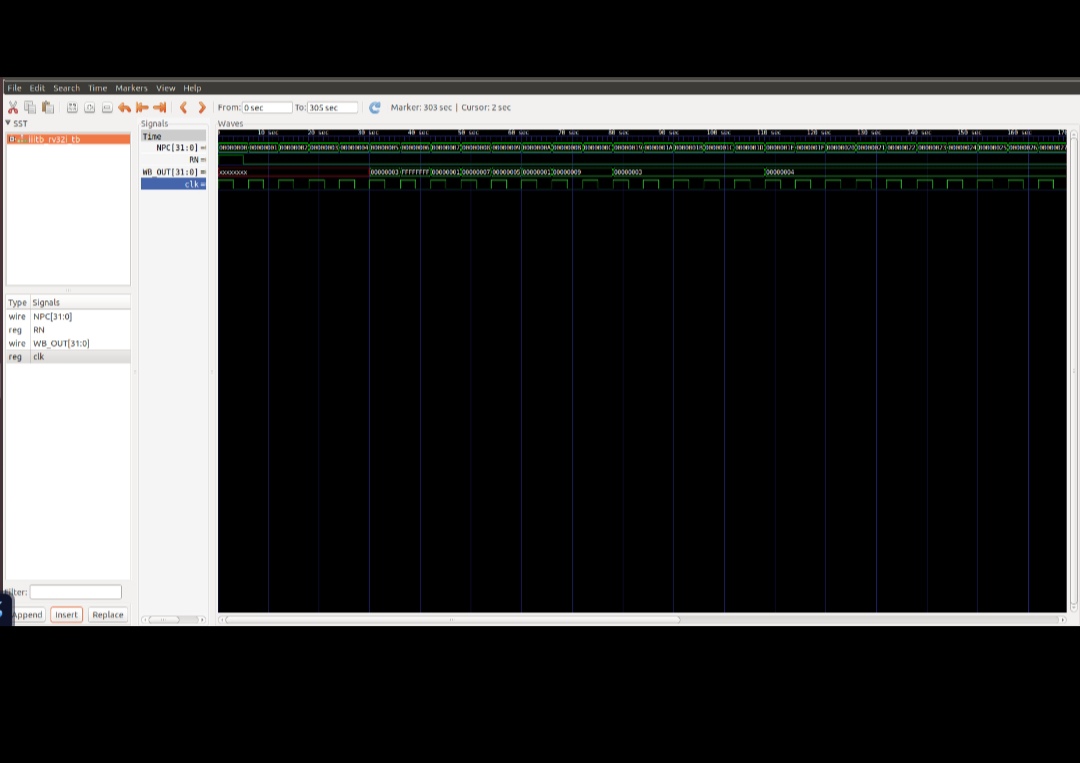 File Edit Search Time Markers View Help
From: 0 sec To: 305 sec Marker: 303 sec | Cursor: 2 sec
SST
iiitb_rv32i_tb
Type Signals
wire NPC[31:0]
reg RN
wire WB_OUT[31:0]
reg clk
Append Insert Replace
Signals
Time
NPC[31:0] =
RN =
WB_OUT[31:0] =
clk =
Waves
10 sec 20 sec 30 sec 40 sec 50 sec 60 sec 70 sec 80 sec 90 sec 100 sec 110 sec 120 sec 130 sec 140 sec 150 sec 160 sec
xxxxxxxx 00000003 FFFFFFFF 00000001 00000007 00000005 00000001 00000009 00000003 00000004